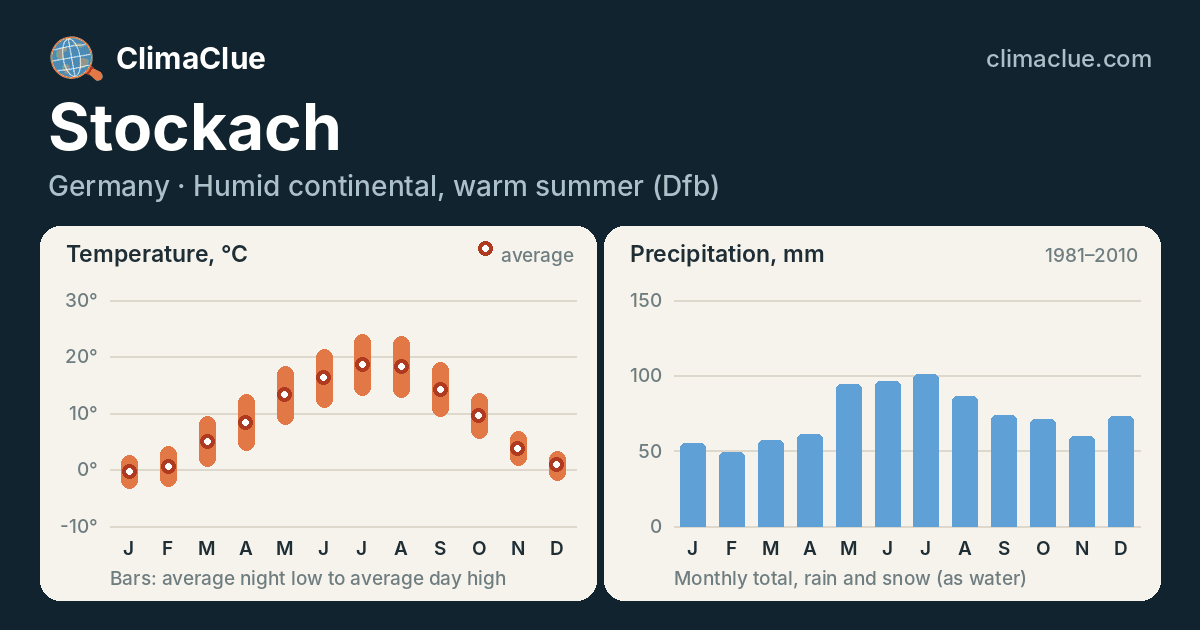 ClimaClue
climaclue.com
Stockach
Germany · Humid continental, warm summer (Dfb)
Temperature, °C
average
30°
20°
10°
0°
-10°
J F M A M J J A S O N D
Bars: average night low to average day high
Precipitation, mm
1981–2010
150
100
50
0
J F M A M J J A S O N D
Monthly total, rain and snow (as water)